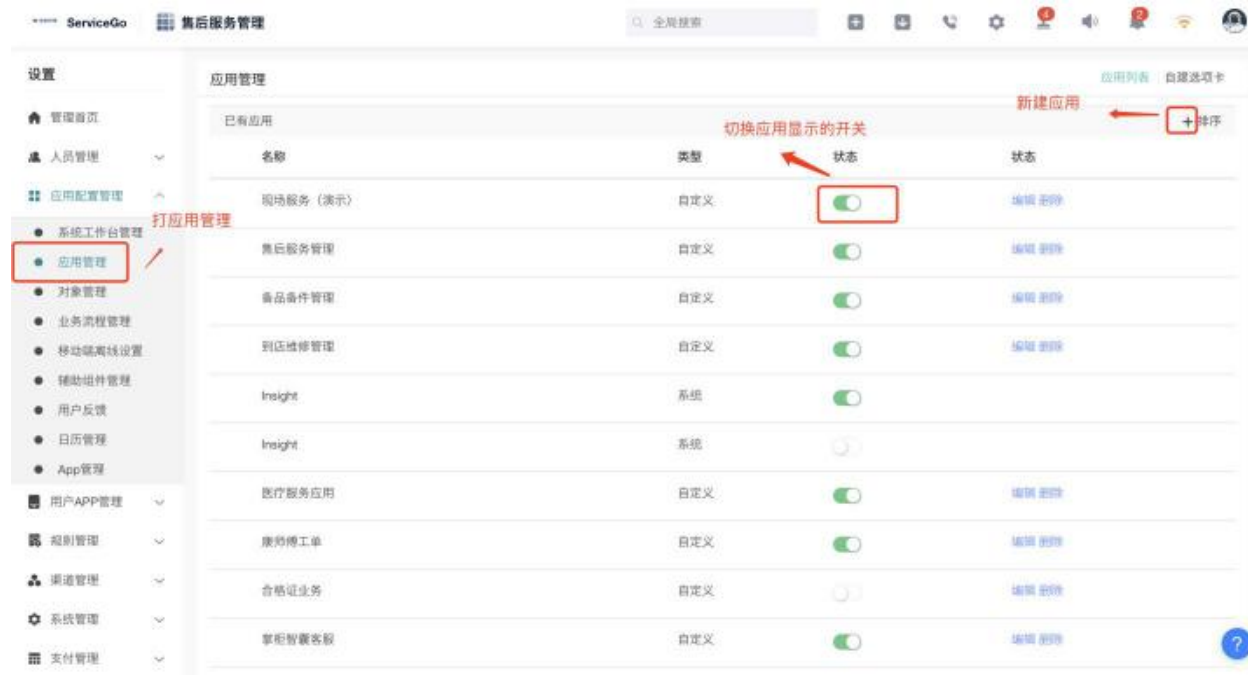 ServiceGo 售后服务管理 全局搜索 4 2
设置
应用管理 应用列表 自建选项卡
新建应用
管理首页
已有应用 +排序
切换应用显示的开关
人员管理
名称 类型 状态 状态
应用配置管理
现场服务（演示） 自定义 编辑 删除
打应用管理
系统工作台管理
售后服务管理 自定义 编辑 删除
应用管理
对象管理
备品备件管理 自定义 编辑 删除
业务流程管理
到店维修管理 自定义 编辑 删除
移动端离线设置
辅助组件管理
Insight 系统
用户反馈
日历管理
Insight 系统
App管理
医疗服务应用 自定义 编辑 删除
用户APP管理
规则管理
康师傅工单 自定义 编辑 删除
渠道管理
合格证业务 自定义 编辑 删除
系统管理
掌柜智囊客服 自定义 编辑 删除
?
支付管理